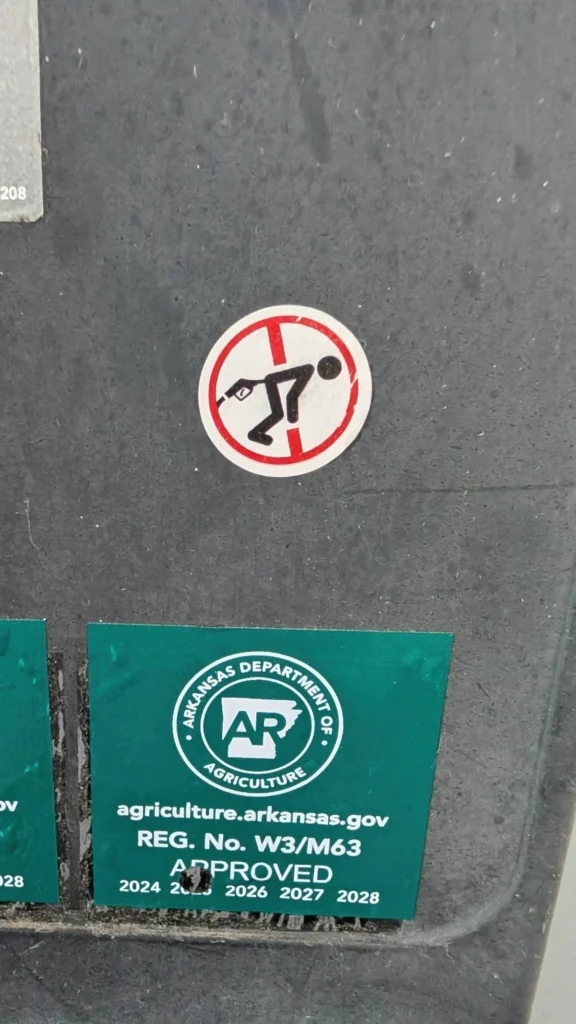 208
ARKANSAS DEPARTMENT OF
AR
AGRICULTURE
ov
agriculture.arkansas.gov
REG. No. W3/M63
APPROVED
028
2024 2026 2027 2028